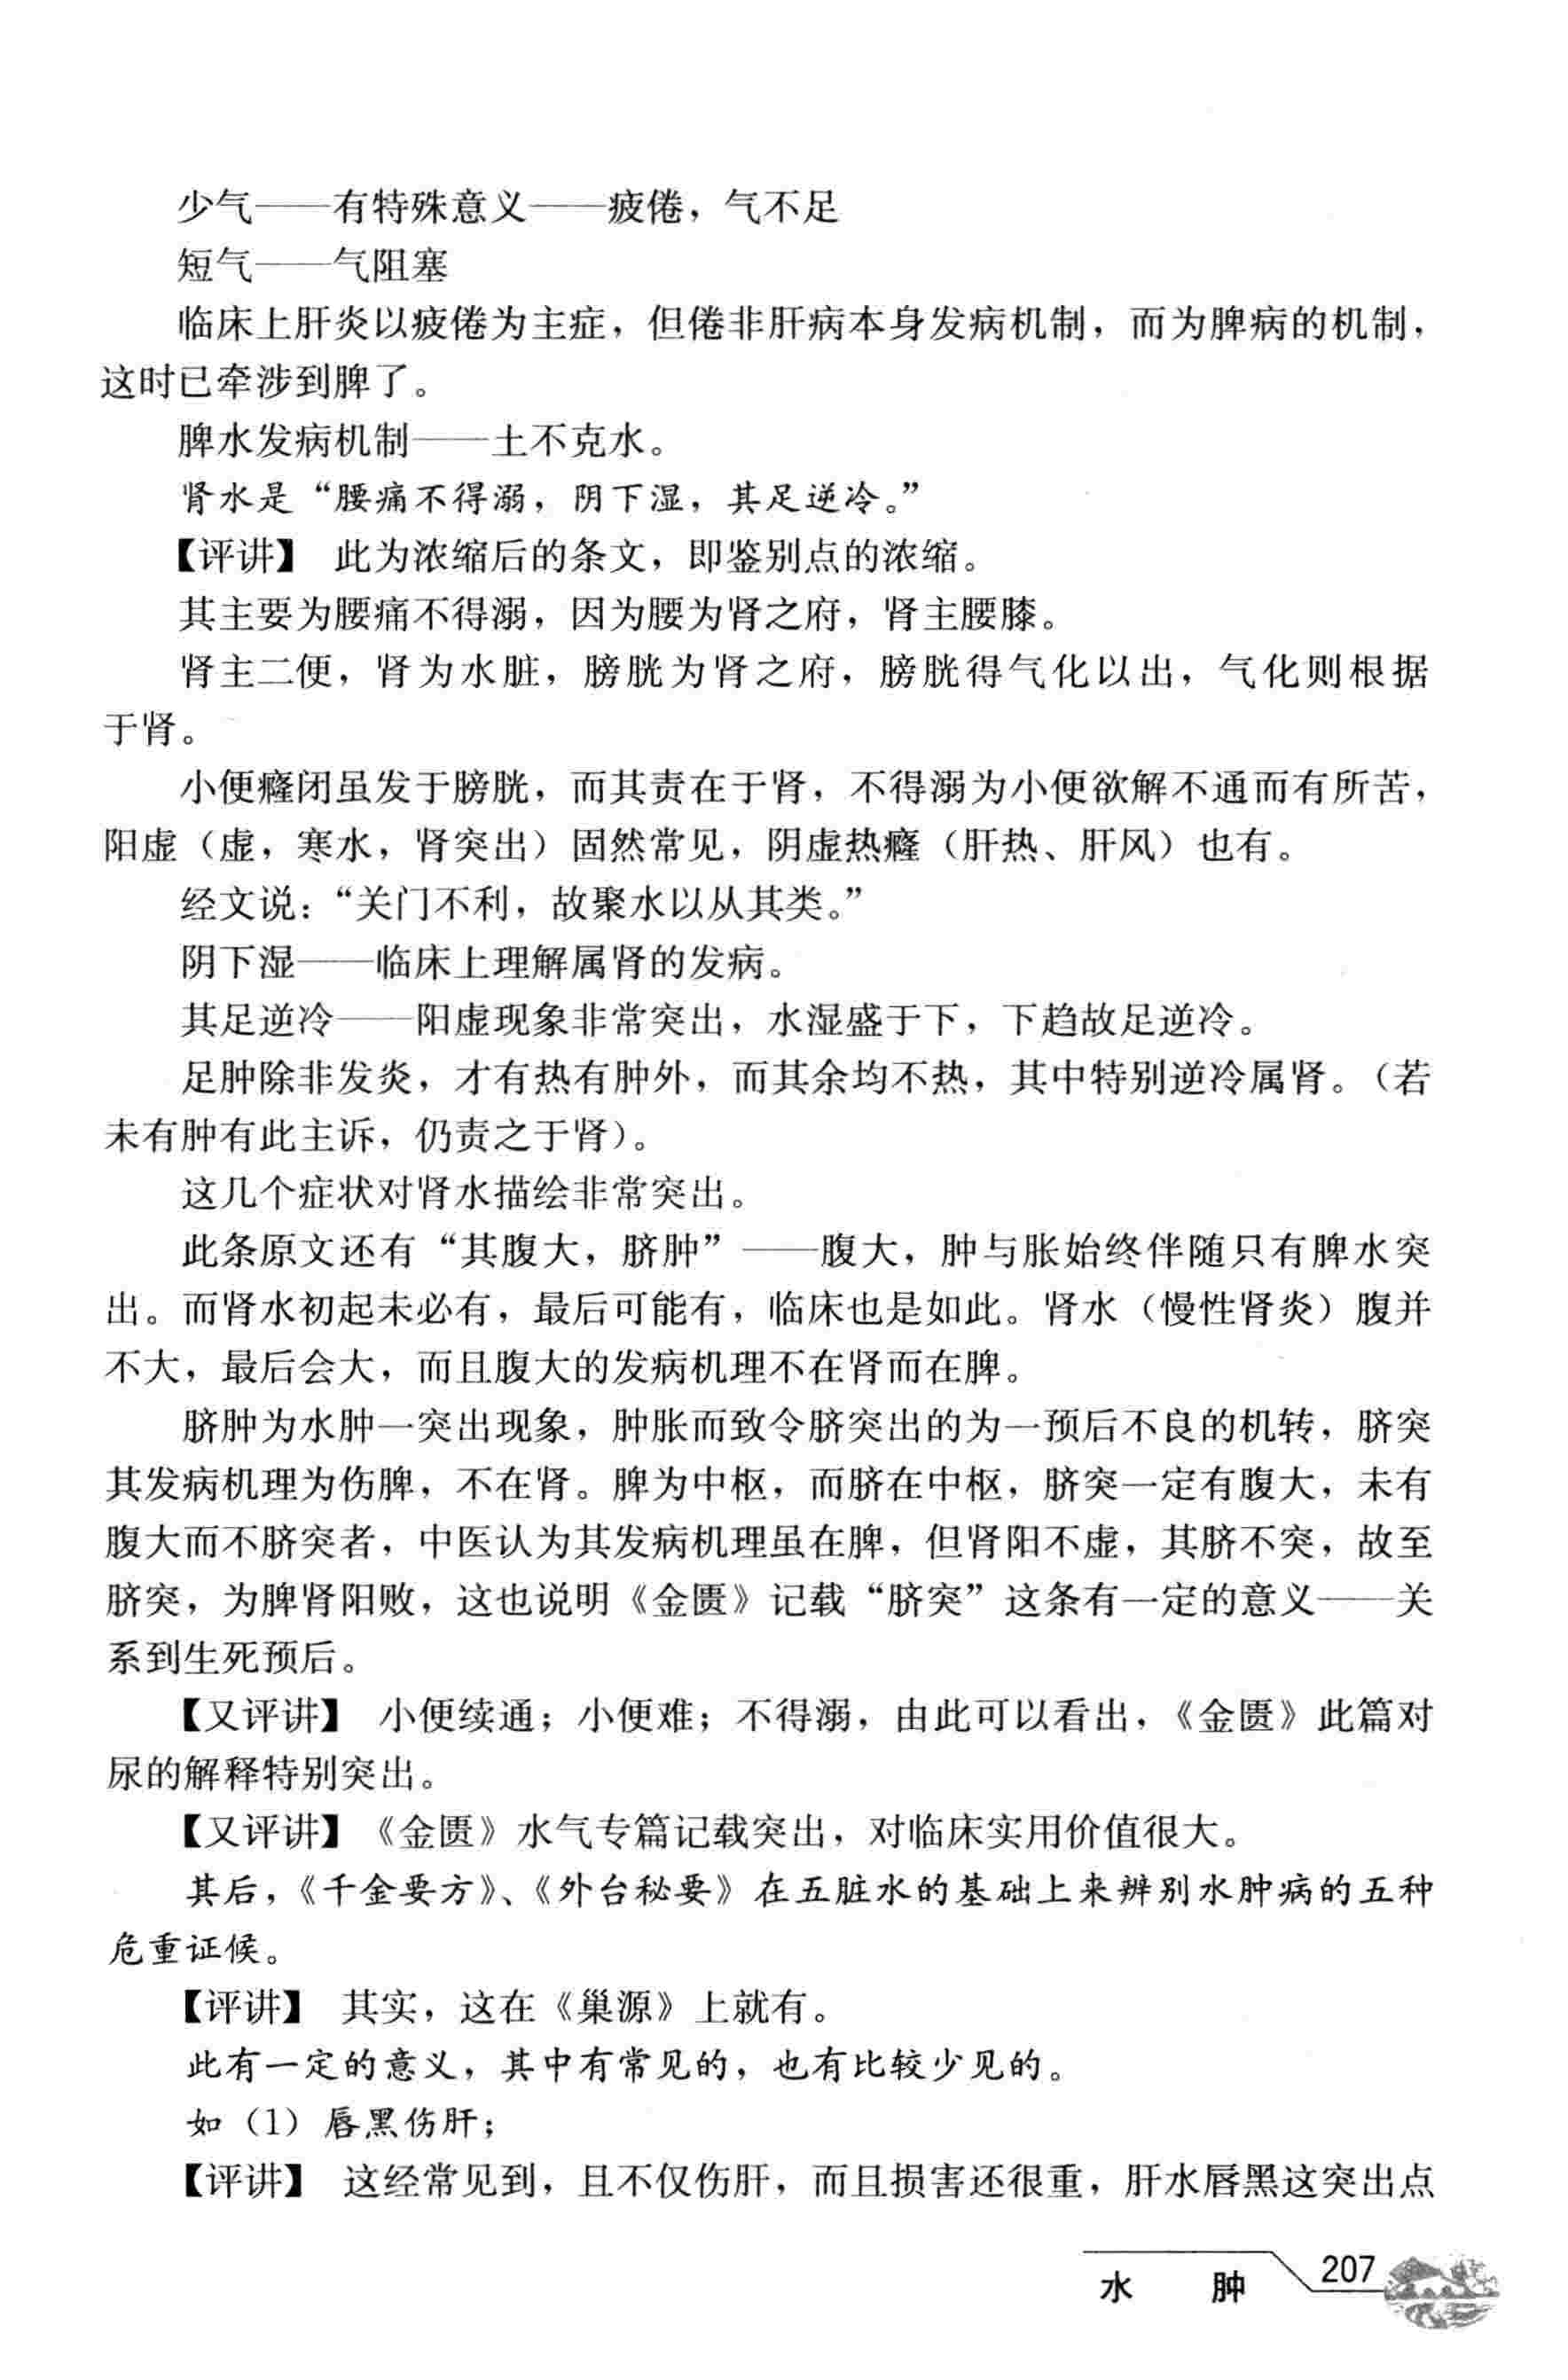 少气——有特殊意义——疲倦，气不足
短气——气阻塞
临床上肝炎以疲倦为主症，但倦非肝病本身发病机制，而为脾病的机制，
这时已牵涉到脾了。
脾水发病机制——土不克水。
肾水是“腰痛不得溺，阴下湿，其足逆冷。”
【评讲】 此为浓缩后的条文，即鉴别点的浓缩。
其主要为腰痛不得溺，因为腰为肾之府，肾主腰膝。
肾主二便，肾为水脏，膀胱为肾之府，膀胱得气化以出，气化则根据
于肾。
小便癃闭虽发于膀胱，而其责在于肾，不得溺为小便欲解不通而有所苦，
阳虚（虚，寒水，肾突出）固然常见，阴虚热癃（肝热、肝风）也有。
经文说：“关门不利，故聚水以从其类。”
阴下湿——临床上理解属肾的发病。
其足逆冷——阳虚现象非常突出，水湿盛于下，下趋故足逆冷。
足肿除非发炎，才有热有肿外，而其余均不热，其中特别逆冷属肾。（若
未有肿有此主诉，仍责之于肾）。
这几个症状对肾水描绘非常突出。
此条原文还有“其腹大，脐肿”——腹大，肿与胀始终伴随只有脾水突
出。而肾水初起未必有，最后可能有，临床也是如此。肾水（慢性肾炎）腹并
不大，最后会大，而且腹大的发病机理不在肾而在脾。
脐肿为水肿一突出现象，肿胀而致令脐突出的为一预后不良的机转，脐突
其发病机理为伤脾，不在肾。脾为中枢，而脐在中枢，脐突一定有腹大，未有
腹大而不脐突者，中医认为其发病机理虽在脾，但肾阳不虚，其脐不突，故至
脐突，为脾肾阳败，这也说明《金匮》记载“脐突”这条有一定的意义——关
系到生死预后。
【又评讲】 小便续通；小便难；不得溺，由此可以看出，《金匮》此篇对
尿的解释特别突出。
【又评讲】《金匮》水气专篇记载突出，对临床实用价值很大。
其后，《千金要方》、《外台秘要》在五脏水的基础上来辨别水肿病的五种
危重证候。
【评讲】 其实，这在《巢源》上就有。
此有一定的意义，其中有常见的，也有比较少见的。
如（1）唇黑伤肝；
【评讲】 这经常见到，且不仅伤肝，而且损害还很重，肝水唇黑这突出点
水 肿 207